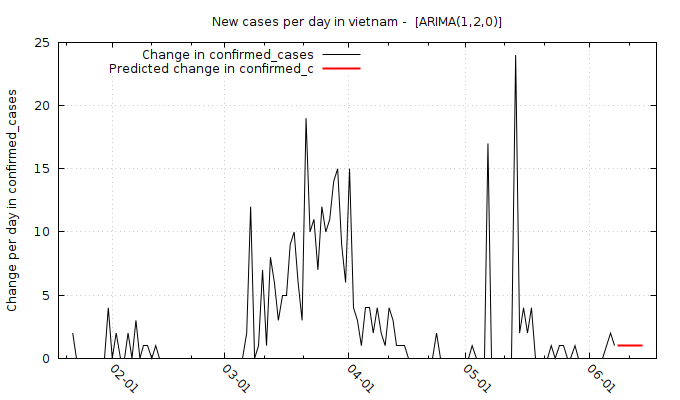 New cases per day in vietnam -  [ARIMA(1,2,0)]
Change in confirmed_cases
Predicted change in confirmed_c
Change per day in confirmed_cases
25
20
15
10
5
0
02-01
03-01
04-01
05-01
06-01